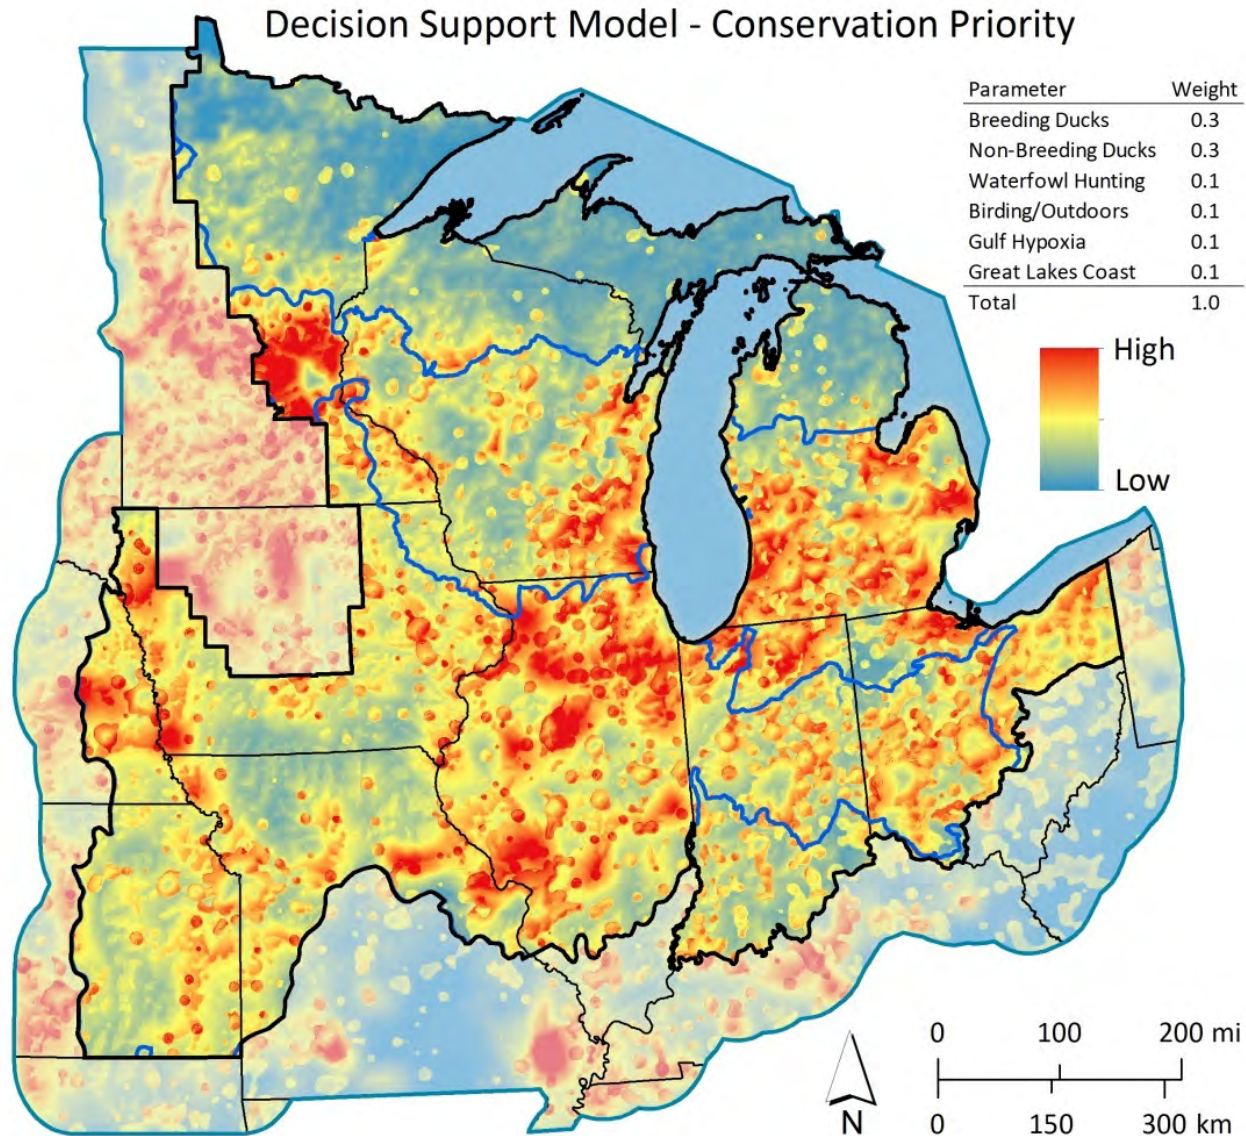 Decision Support Model - Conservation Priority
Parameter Weight
Breeding Ducks 0.3
Non-Breeding Ducks 0.3
Waterfowl Hunting 0.1
Birding/Outdoors 0.1
Gulf Hypoxia 0.1
Great Lakes Coast 0.1
Total 1.0
High
Low
0 100 200 mi
N
0 150 300 km